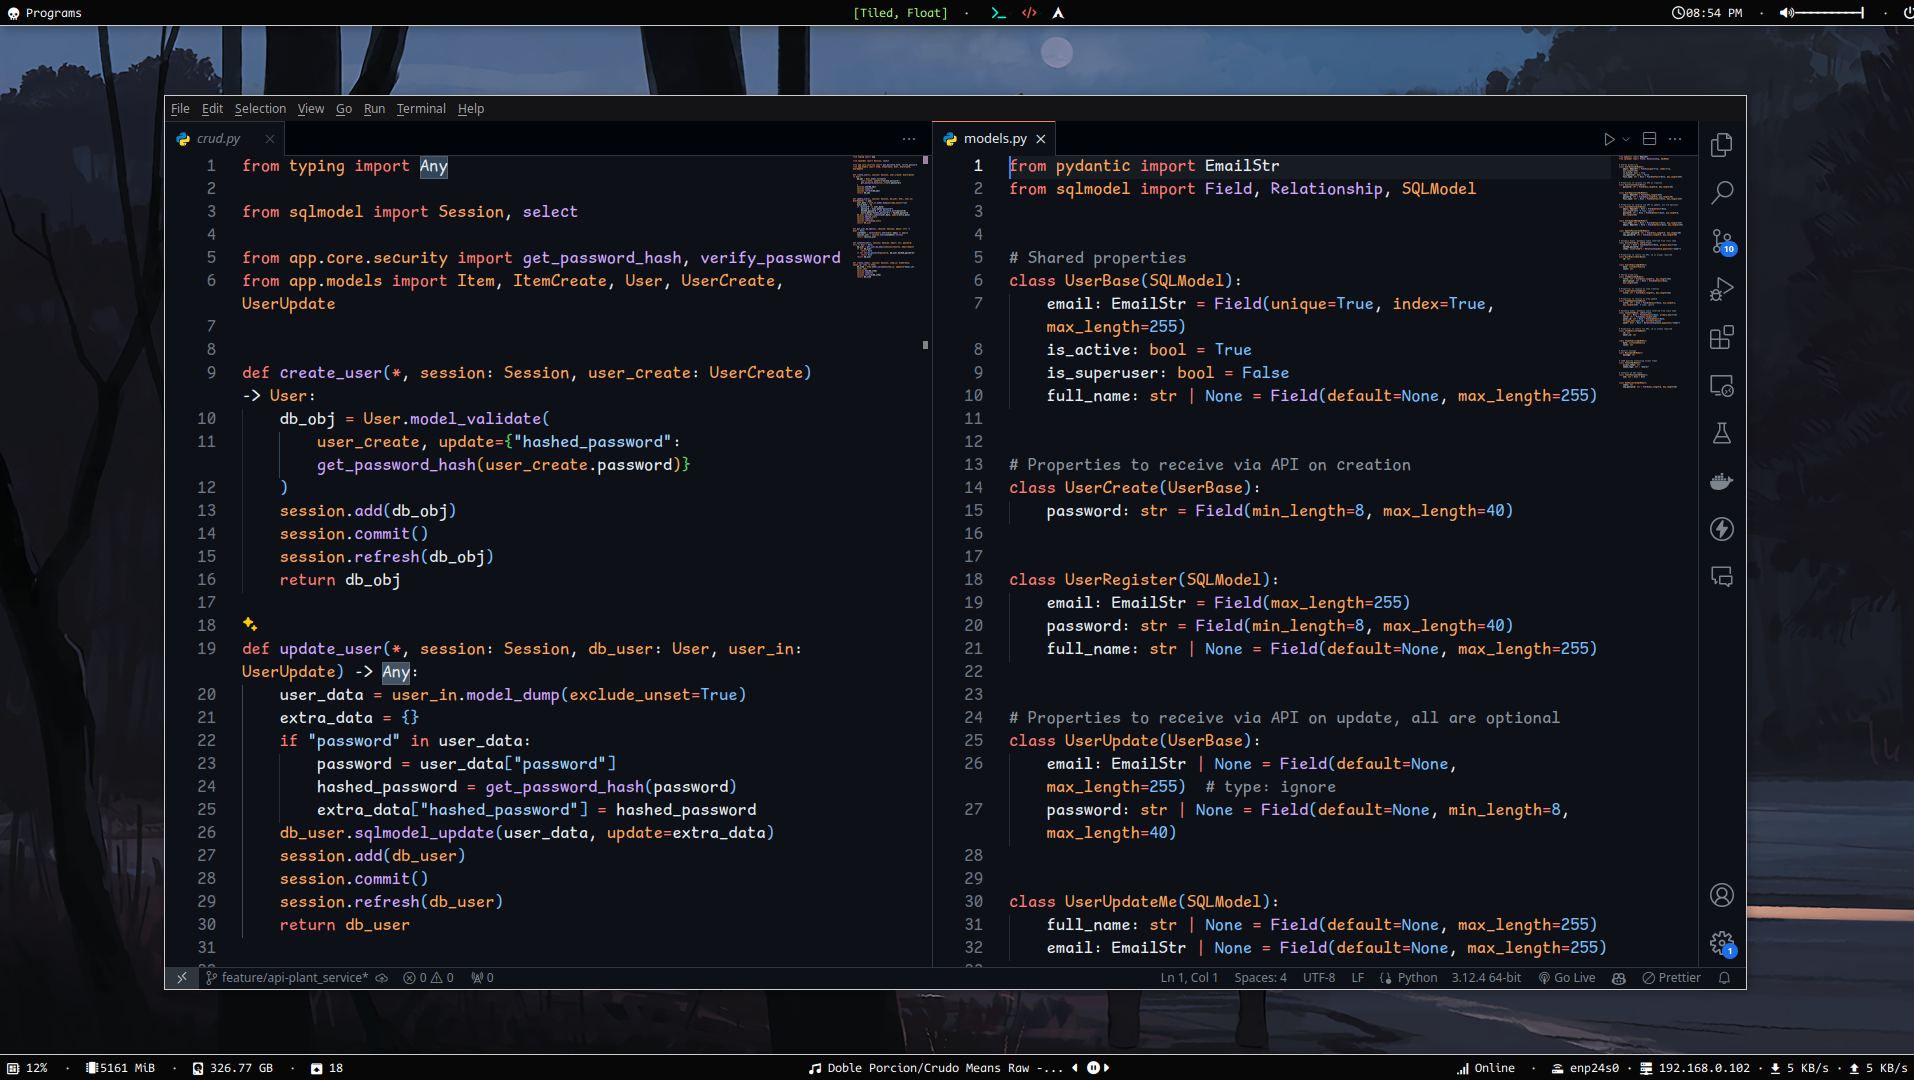 Programs
[Tiled, Float]
08:54 PM
File Edit Selection View Go Run Terminal Help
crud.py
1 from typing import Any
2
3 from sqlmodel import Session, select
4
5 from app.core.security import get_password_hash, verify_password
6 from app.models import Item, ItemCreate, User, UserCreate,
UserUpdate
7
8
9 def create_user(*, session: Session, user_create: UserCreate)
-> User:
10 db_obj = User.model_validate(
11 user_create, update={"hashed_password":
get_password_hash(user_create.password)}
12 )
13 session.add(db_obj)
14 session.commit()
15 session.refresh(db_obj)
16 return db_obj
17
18
19 def update_user(*, session: Session, db_user: User, user_in:
UserUpdate) -> Any:
20 user_data = user_in.model_dump(exclude_unset=True)
21 extra_data = {}
22 if "password" in user_data:
23 password = user_data["password"]
24 hashed_password = get_password_hash(password)
25 extra_data["hashed_password"] = hashed_password
26 db_user.sqlmodel_update(user_data, update=extra_data)
27 session.add(db_user)
28 session.commit()
29 session.refresh(db_user)
30 return db_user
31
models.py
1 from pydantic import EmailStr
2 from sqlmodel import Field, Relationship, SQLModel
3
4
5 # Shared properties
6 class UserBase(SQLModel):
7 email: EmailStr = Field(unique=True, index=True,
max_length=255)
8 is_active: bool = True
9 is_superuser: bool = False
10 full_name: str | None = Field(default=None, max_length=255)
11
12
13 # Properties to receive via API on creation
14 class UserCreate(UserBase):
15 password: str = Field(min_length=8, max_length=40)
16
17
18 class UserRegister(SQLModel):
19 email: EmailStr = Field(max_length=255)
20 password: str = Field(min_length=8, max_length=40)
21 full_name: str | None = Field(default=None, max_length=255)
22
23
24 # Properties to receive via API on update, all are optional
25 class UserUpdate(UserBase):
26 email: EmailStr | None = Field(default=None,
max_length=255) # type: ignore
27 password: str | None = Field(default=None, min_length=8,
max_length=40)
28
29
30 class UserUpdateMe(SQLModel):
31 full_name: str | None = Field(default=None, max_length=255)
32 email: EmailStr | None = Field(default=None, max_length=255)
10
1
feature/api-plant_service* 0 0 0
Ln 1, Col 1 Spaces: 4 UTF-8 LF Python 3.12.4 64-bit Go Live Prettier
12% · 5161 MiB · 326.77 GB · 18
Doble Porcion/Crudo Means Raw -...
Online · enp24s0 · 192.168.0.102 · 5 KB/s · 5 KB/s